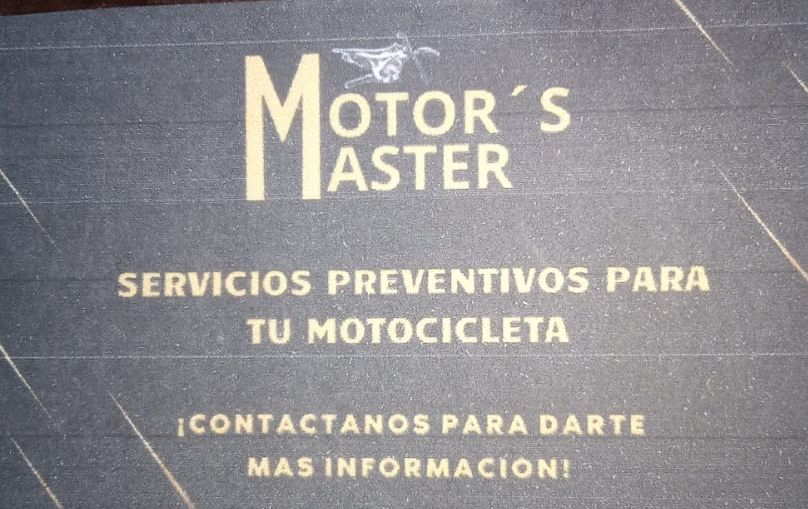 MOTOR´S
MASTER
SERVICIOS PREVENTIVOS PARA
TU MOTOCICLETA
¡CONTACTANOS PARA DARTE
MAS INFORMACION!